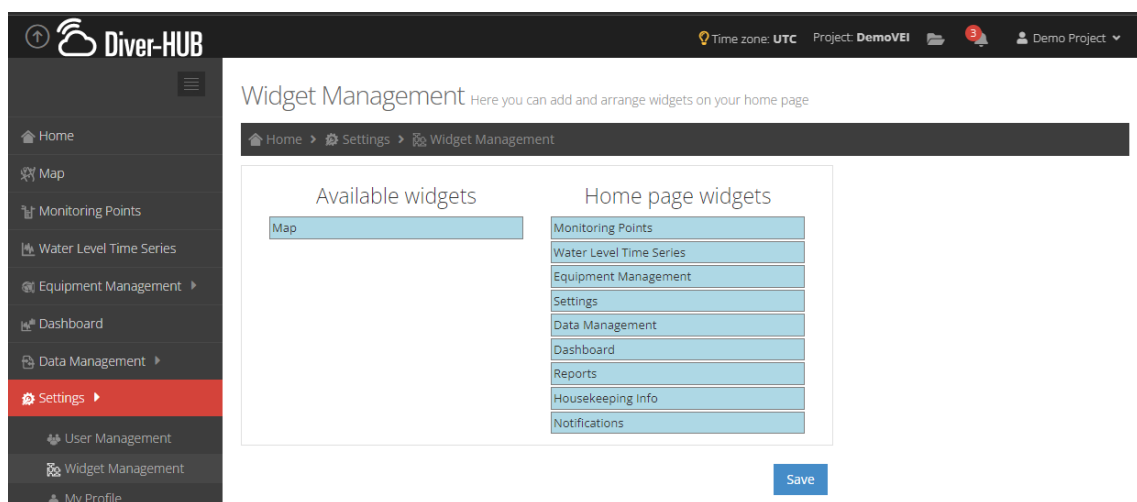 Diver-HUB
Time zone: UTC Project: DemoVEI 3 Demo Project
Widget Management Here you can add and arrange widgets on your home page
Home > Settings > Widget Management
Home
Map
Monitoring Points
Water Level Time Series
Equipment Management
Dashboard
Data Management
Settings
User Management
Widget Management
My Profile
Available widgets
Map
Home page widgets
Monitoring Points
Water Level Time Series
Equipment Management
Settings
Data Management
Dashboard
Reports
Housekeeping Info
Notifications
Save